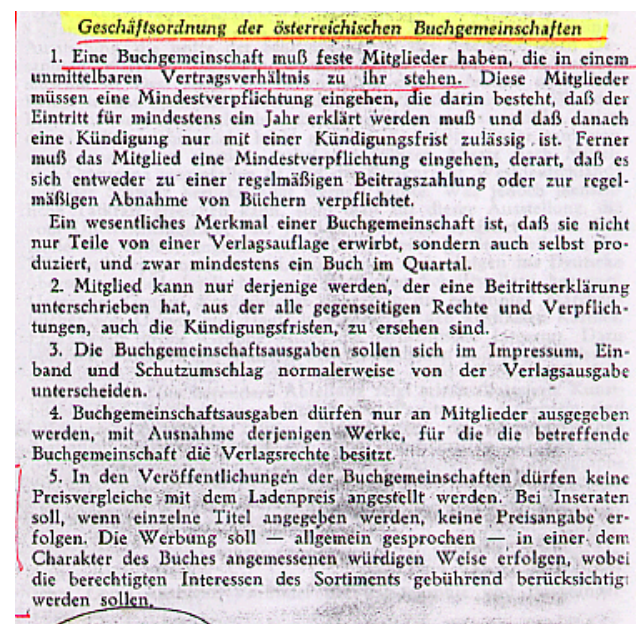 Geschäftsordnung der österreichischen Buchgemeinschaften
1. Eine Buchgemeinschaft muß feste Mitglieder haben, die in einem
unmittelbaren Vertragsverhältnis zu ihr stehen. Diese Mitglieder
müssen eine Mindestverpflichtung eingehen, die darin besteht, daß der
Eintritt für mindestens ein Jahr erklärt werden muß und daß danach
eine Kündigung nur mit einer Kündigungsfrist zulässig ist. Ferner
muß das Mitglied eine Mindestverpflichtung eingehen, derart, daß es
sich entweder zu einer regelmäßigen Beitragszahlung oder zur regel-
mäßigen Abnahme von Büchern verpflichtet.
Ein wesentliches Merkmal einer Buchgemeinschaft ist, daß sie nicht
nur Teile von einer Verlagsauflage erwirbt, sondern auch selbst pro-
duziert, und zwar mindestens ein Buch im Quartal.
2. Mitglied kann nur derjenige werden, der eine Beitrittserklärung
unterschrieben hat, aus der alle gegenseitigen Rechte und Verpflich-
tungen, auch die Kündigungsfristen, zu ersehen sind.
3. Die Buchgemeinschaftsausgaben sollen sich im Impressum, Ein-
band und Schutzumschlag normalerweise von der Verlagsausgabe
unterscheiden.
4. Buchgemeinschaftsausgaben dürfen nur an Mitglieder ausgegeben
werden, mit Ausnahme derjenigen Werke, für die die betreffende
Buchgemeinschaft die Verlagsrechte besitzt.
5. In den Veröffentlichungen der Buchgemeinschaften dürfen keine
Preisvergleiche mit dem Ladenpreis angestellt werden. Bei Inseraten
soll, wenn einzelne Titel angegeben werden, keine Preisangabe er-
folgen. Die Werbung soll — allgemein gesprochen — in einer dem
Charakter des Buches angemessenen würdigen Weise erfolgen, wobei
die berechtigten Interessen des Sortiments gebührend berücksichtigt
werden sollen.